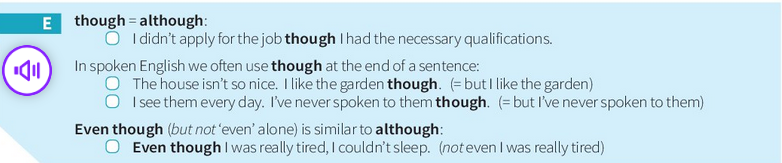 E
though = although:
I didn't apply for the job though I had the necessary qualifications.
In spoken English we often use though at the end of a sentence:
The house isn't so nice. I like the garden though. (= but I like the garden)
I see them every day. I've never spoken to them though. (= but I've never spoken to them)
Even though (but not 'even' alone) is similar to although:
Even though I was really tired, I couldn't sleep. (not even I was really tired)